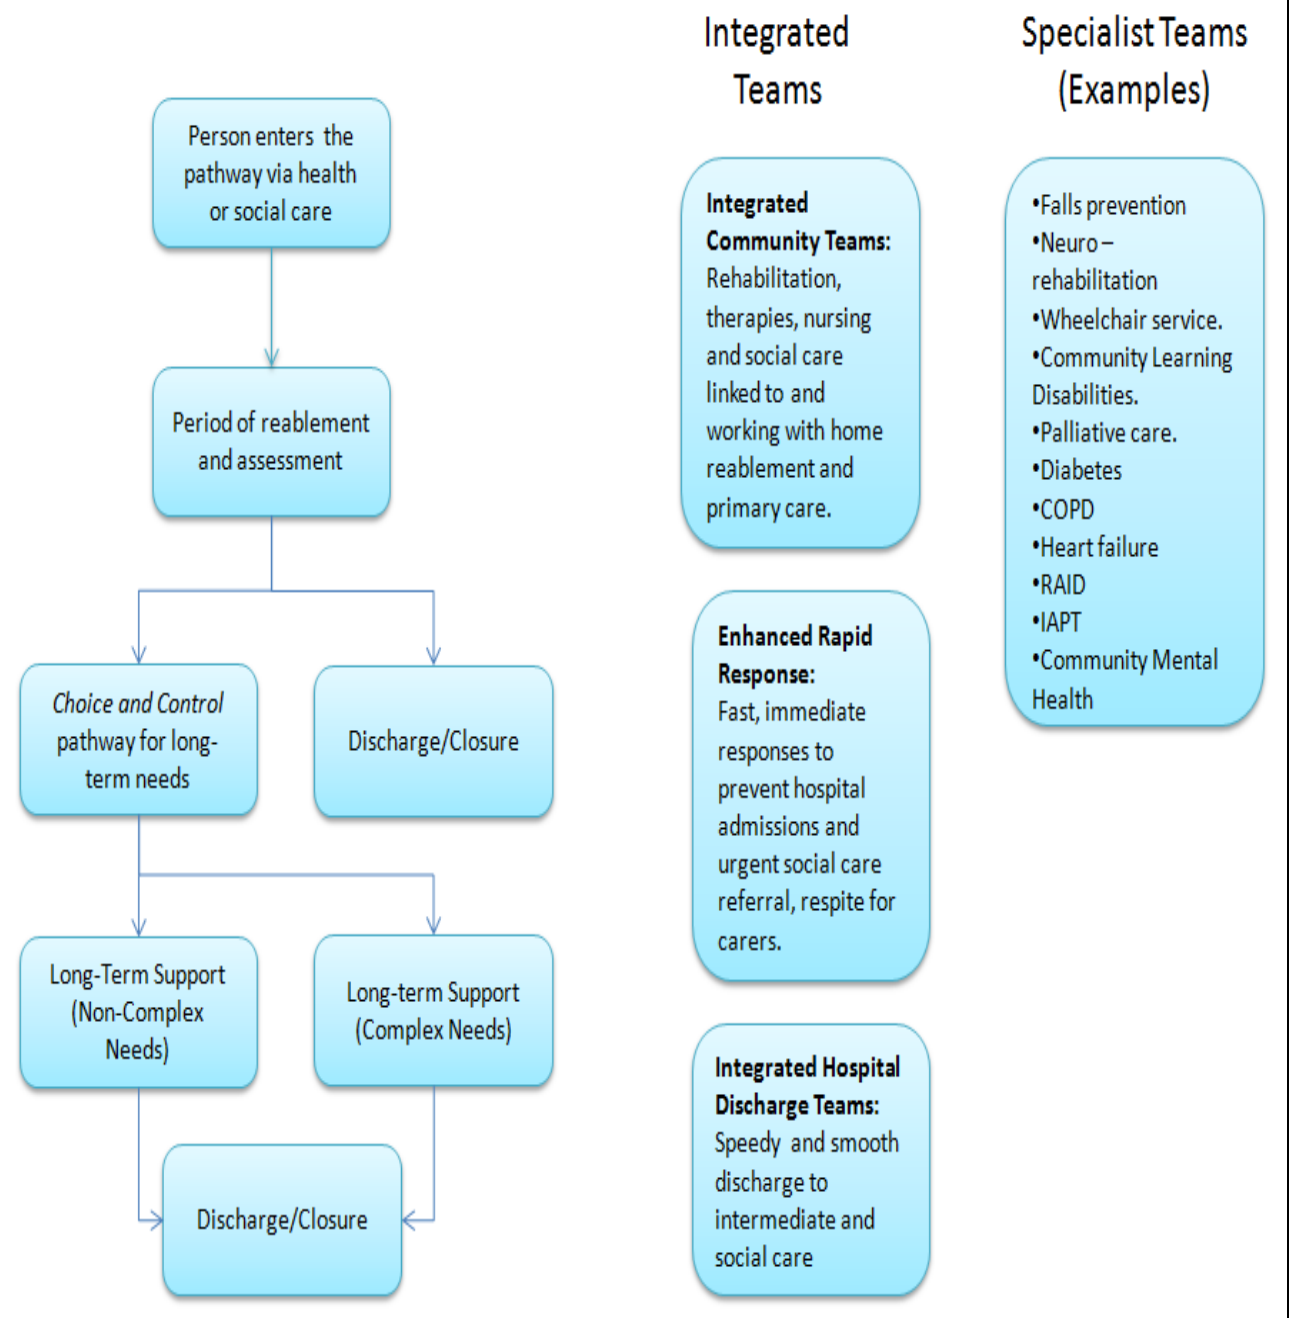 Person enters the
pathway via health
or social care
Period of reablement
and assessment
Choice and Control
pathway for long-
term needs
Discharge/Closure
Long-Term Support
(Non-Complex
Needs)
Long-term Support
(Complex Needs)
Discharge/Closure
Integrated
Teams
Integrated
Community Teams:
Rehabilitation,
therapies, nursing
and social care
linked to and
working with home
reablement and
primary care.
Enhanced Rapid
Response:
Fast, immediate
responses to
prevent hospital
admissions and
urgent social care
referral, respite for
carers.
Integrated Hospital
Discharge Teams:
Speedy and smooth
discharge to
intermediate and
social care
Specialist Teams
(Examples)
•Falls prevention
•Neuro –
rehabilitation
•Wheelchair service.
•Community Learning
Disabilities.
•Palliative care.
•Diabetes
•COPD
•Heart failure
•RAID
•IAPT
•Community Mental
Health